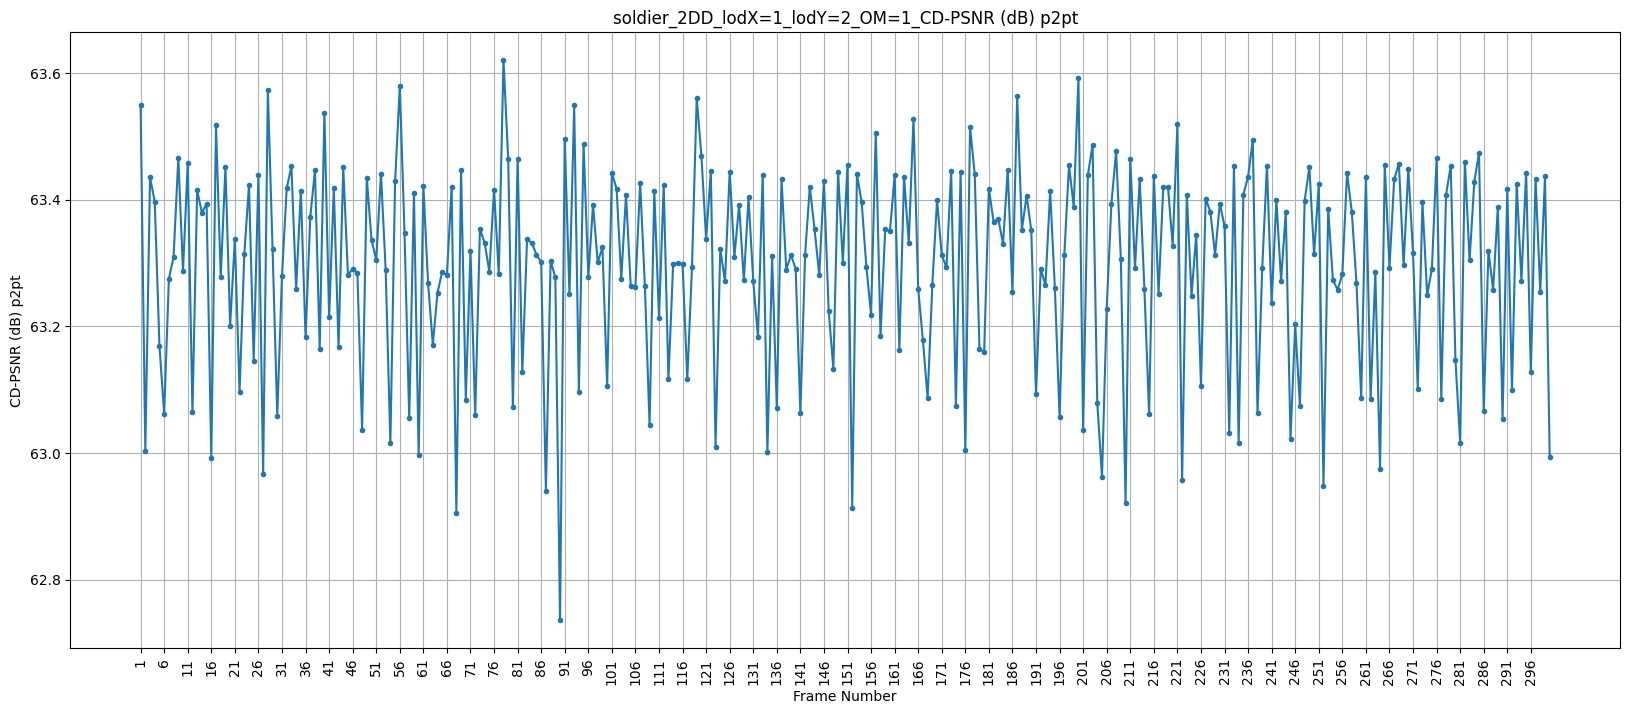 soldier_2DD_lodX=1_lodY=2_OM=1_CD-PSNR (dB) p2pt
63.6
63.4
63.2
63.0
62.8
CD-PSNR (dB) p2pt
1 6 11 16 21 26 31 36 41 46 51 56 61 66 71 76 81 86 91 96 101 106 111 116 121 126 131 136 141 146 151 156 161 166 171 176 181 186 191 196 201 206 211 216 221 226 231 236 241 246 251 256 261 266 271 276 281 286 291 296
Frame Number